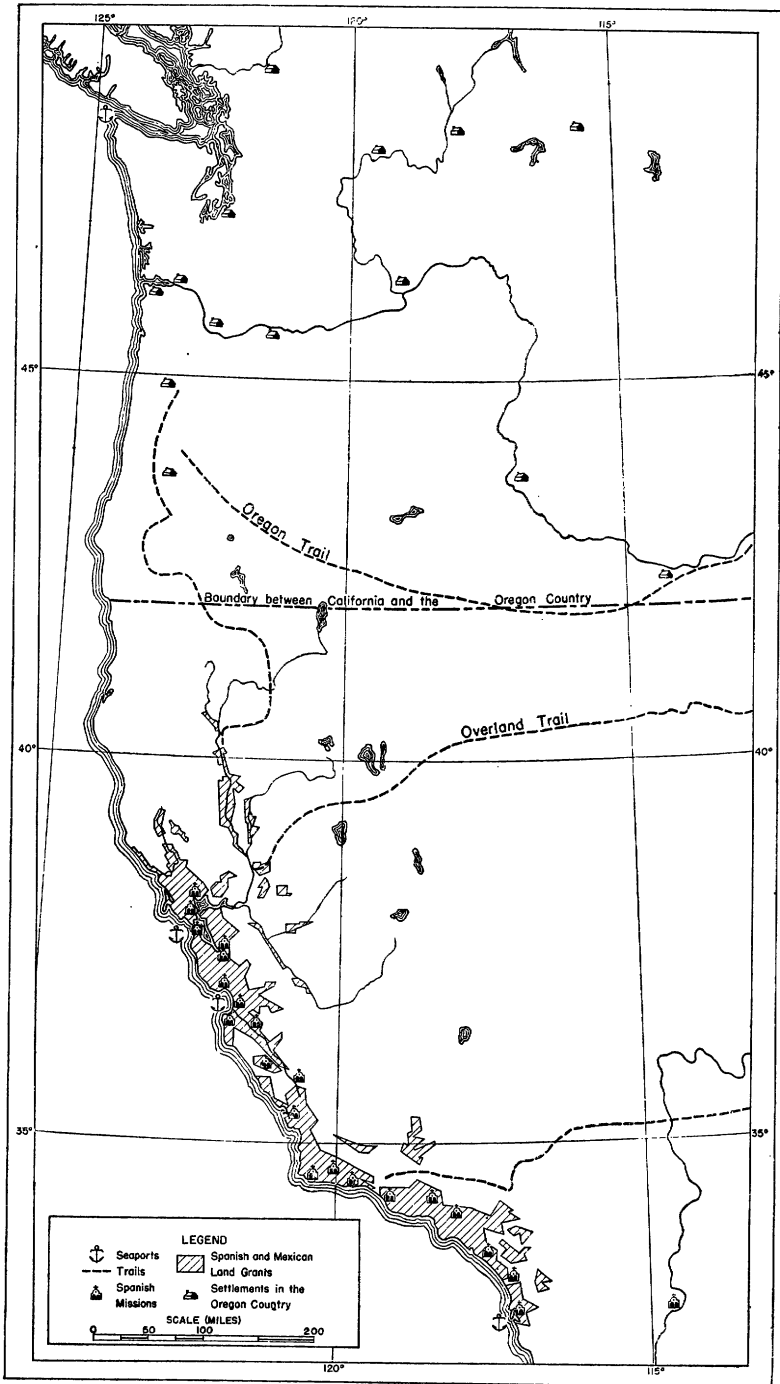 125°
120°
115°
45°
45°
Oregon Trail
Boundary between California and the Oregon Country
Overland Trail
40°
40°
35°
35°
LEGEND
Seaports
Trails
Spanish
Missions
Spanish and Mexican
Land Grants
Settlements in the
Oregon Country
SCALE (MILES)
0 50 100 200
120°
115°